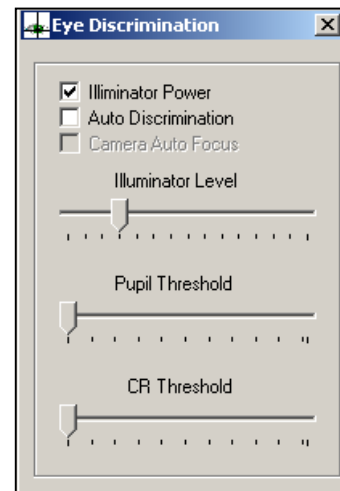 Eye Discrimination
Illiminator Power
Auto Discrimination
Camera Auto Focus
Illuminator Level
Pupil Threshold
CR Threshold